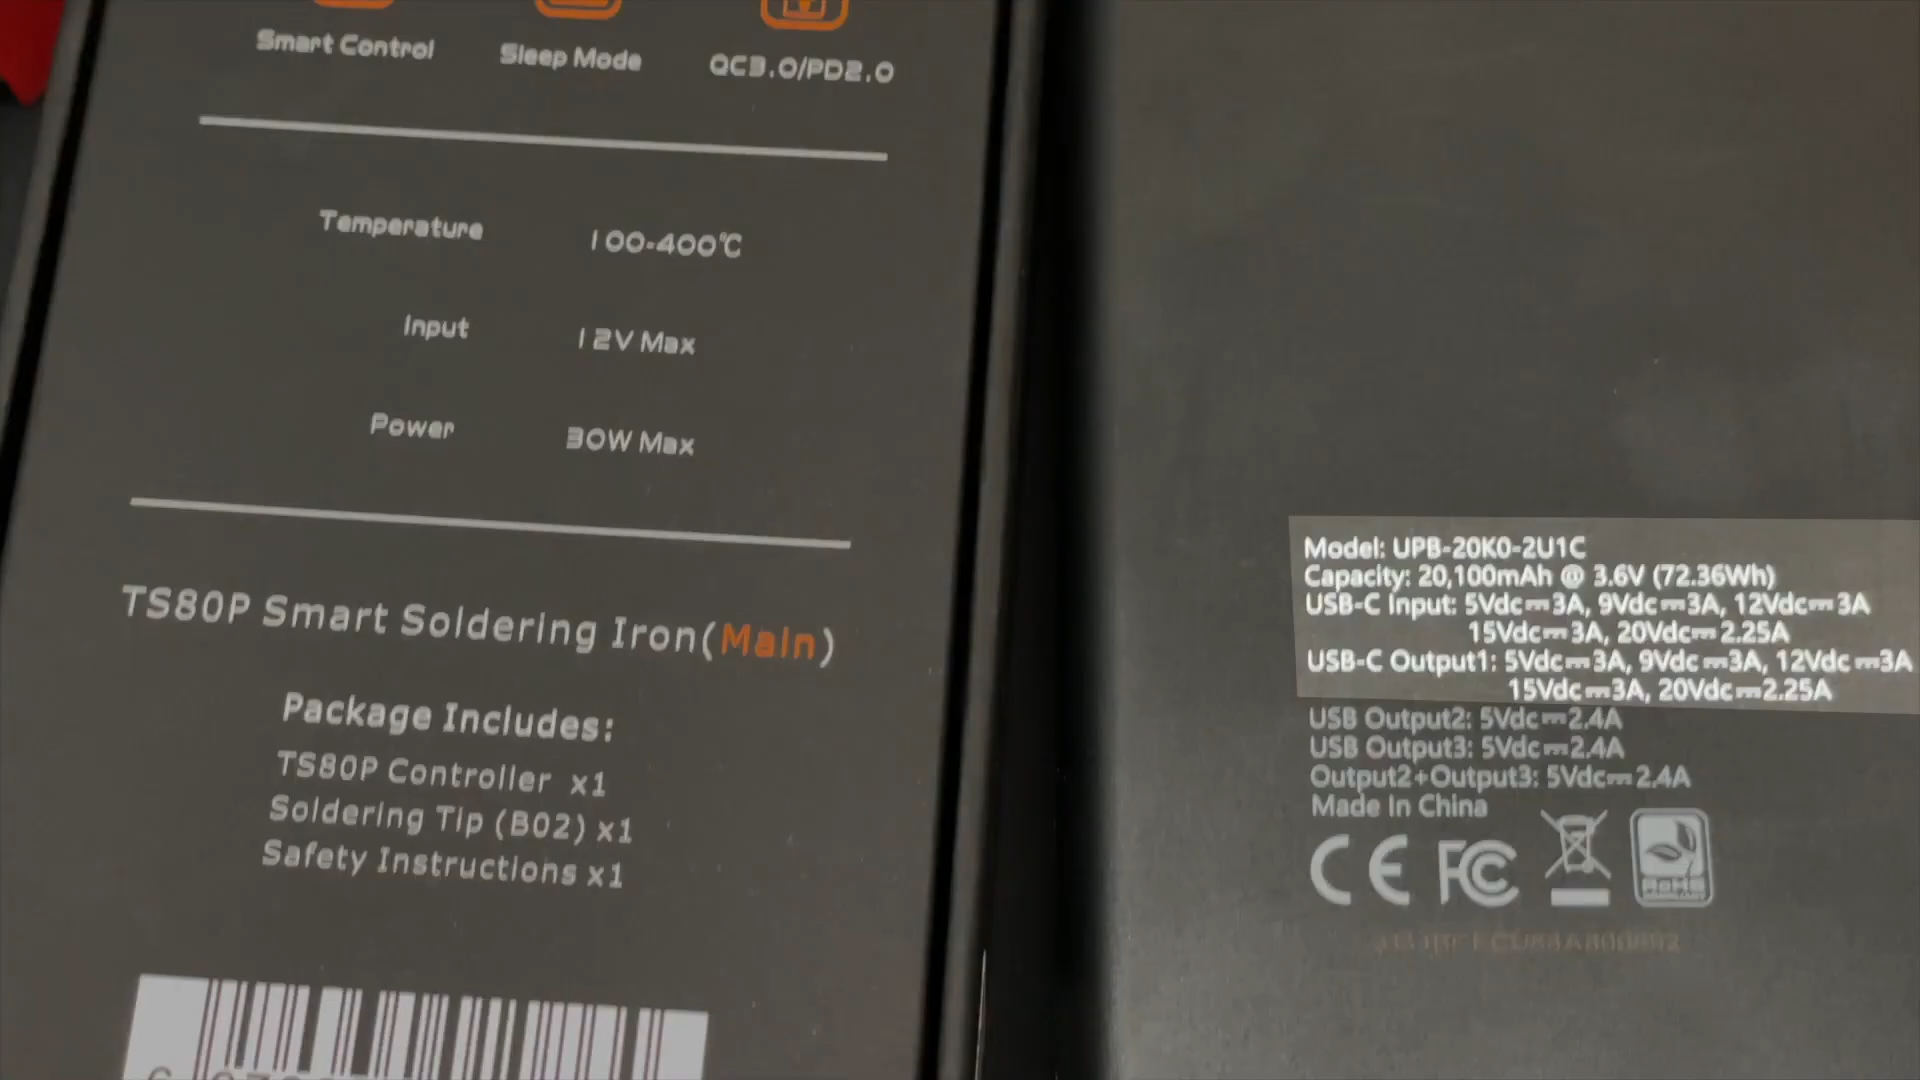 Smart Control
Sleep Mode
QC3.0/PD2.0
Temperature 100-400℃
Input 12V Max
Power 30W Max
TS80P Smart Soldering Iron(Main)
Package Includes:
TS80P Controller x1
Soldering Tip (B02) x1
Safety Instructions x1
Model: UPB-20K0-2U1C
Capacity: 20,100mAh @ 3.6V (72.36Wh)
USB-C Input: 5Vdc⎓3A, 9Vdc⎓3A, 12Vdc⎓3A
15Vdc⎓3A, 20Vdc⎓2.25A
USB-C Output1: 5Vdc⎓3A, 9Vdc⎓3A, 12Vdc⎓3A
15Vdc⎓3A, 20Vdc⎓2.25A
USB Output2: 5Vdc⎓2.4A
USB Output3: 5Vdc⎓2.4A
Output2+Output3: 5Vdc⎓2.4A
Made In China
CE FC
RoHS